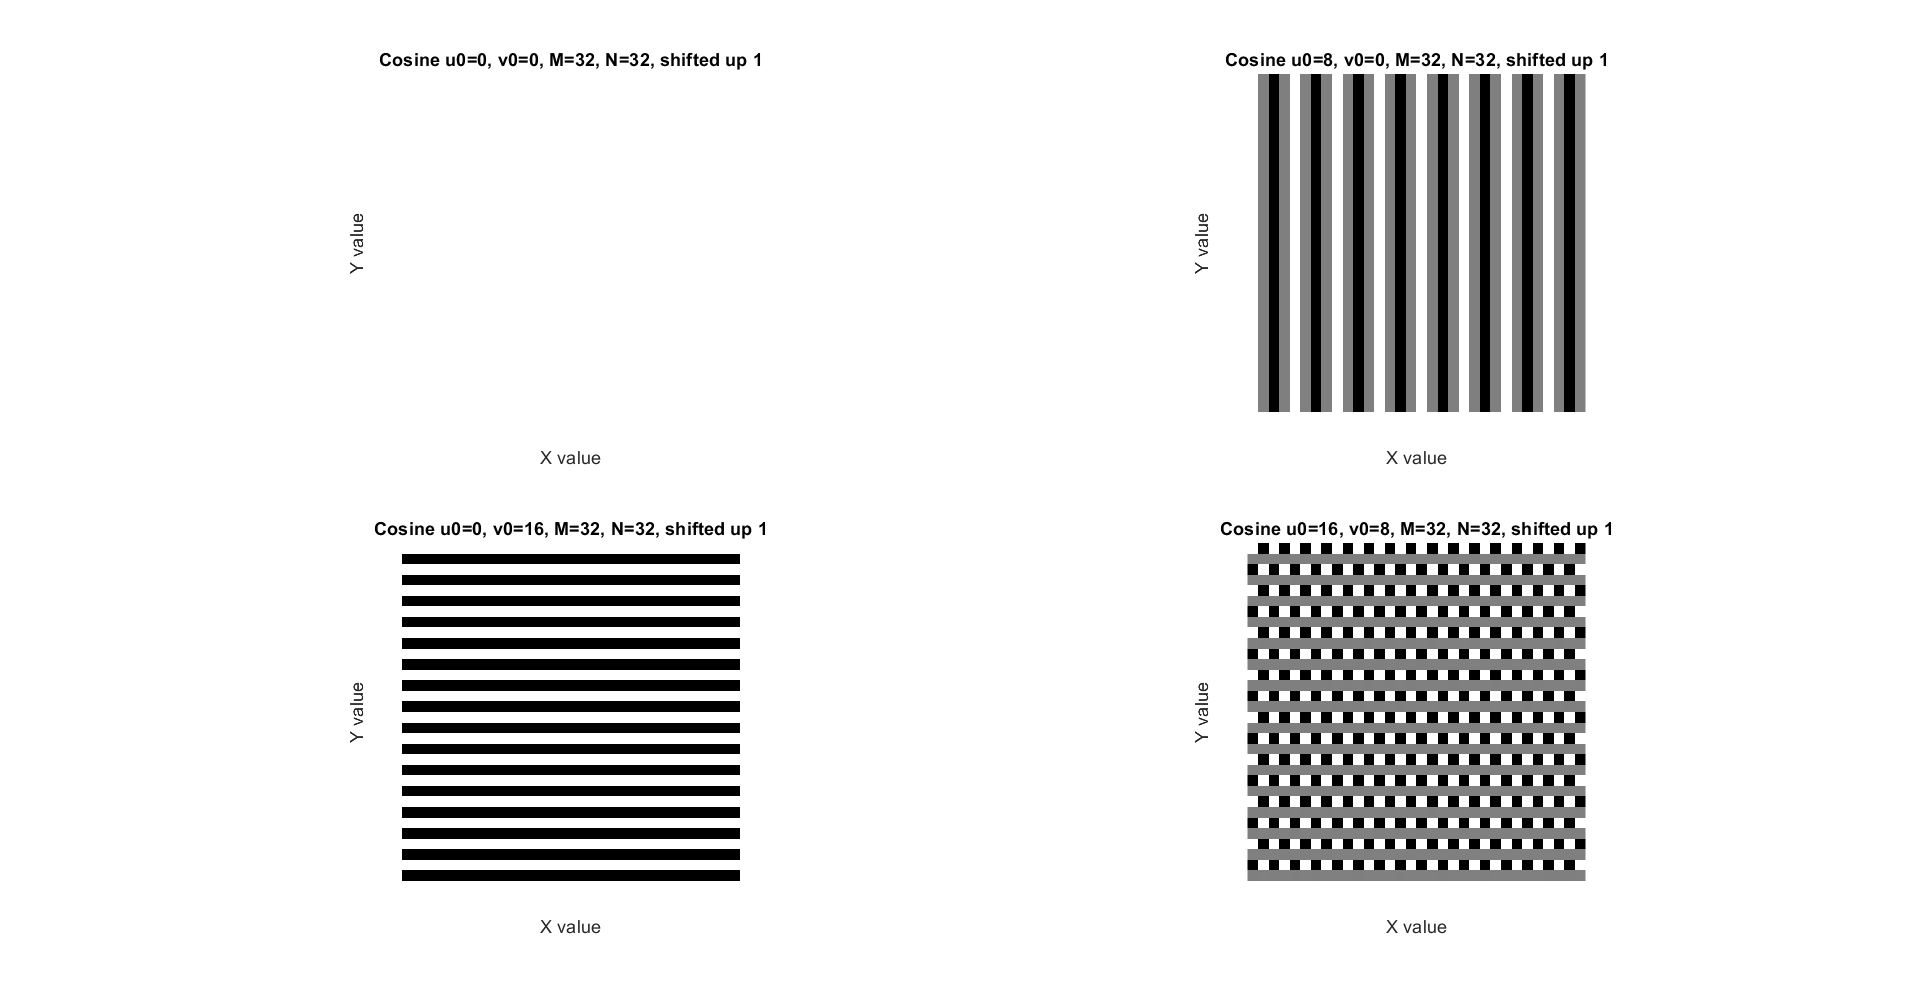 Cosine u0=0, v0=0, M=32, N=32, shifted up 1
Y value
X value
Cosine u0=8, v0=0, M=32, N=32, shifted up 1
Y value
X value
Cosine u0=0, v0=16, M=32, N=32, shifted up 1
Y value
X value
Cosine u0=16, v0=8, M=32, N=32, shifted up 1
Y value
X value